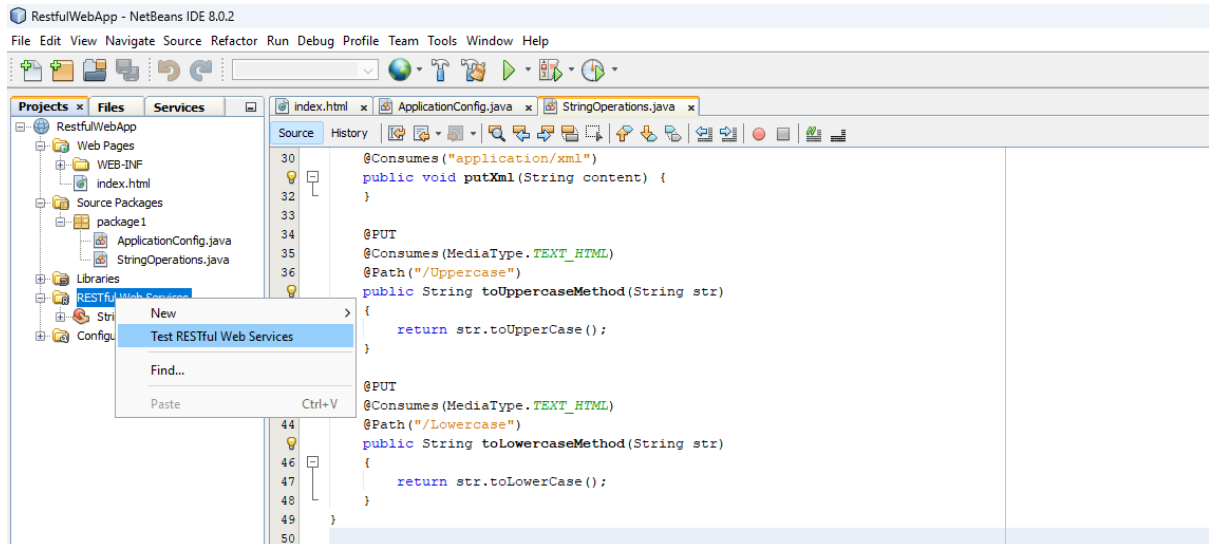 RestfulWebApp - NetBeans IDE 8.0.2
File Edit View Navigate Source Refactor Run Debug Profile Team Tools Window Help
Projects × Files Services
index.html × ApplicationConfig.java × StringOperations.java ×
Source History
RestfulWebApp
Web Pages
WEB-INF
index.html
Source Packages
package1
ApplicationConfig.java
StringOperations.java
Libraries
RESTful Web Services
Stri
Configu
New >
Test RESTful Web Services
Find...
Paste Ctrl+V
30 @Consumes("application/xml")
public void putXml(String content) {
32 }
33
34 @PUT
35 @Consumes(MediaType.TEXT_HTML)
36 @Path("/Uppercase")
public String toUppercaseMethod(String str)
{
return str.toUpperCase();
}
@PUT
@Consumes(MediaType.TEXT_HTML)
44 @Path("/Lowercase")
public String toLowercaseMethod(String str)
46 {
47 return str.toLowerCase();
48 }
49 }
50